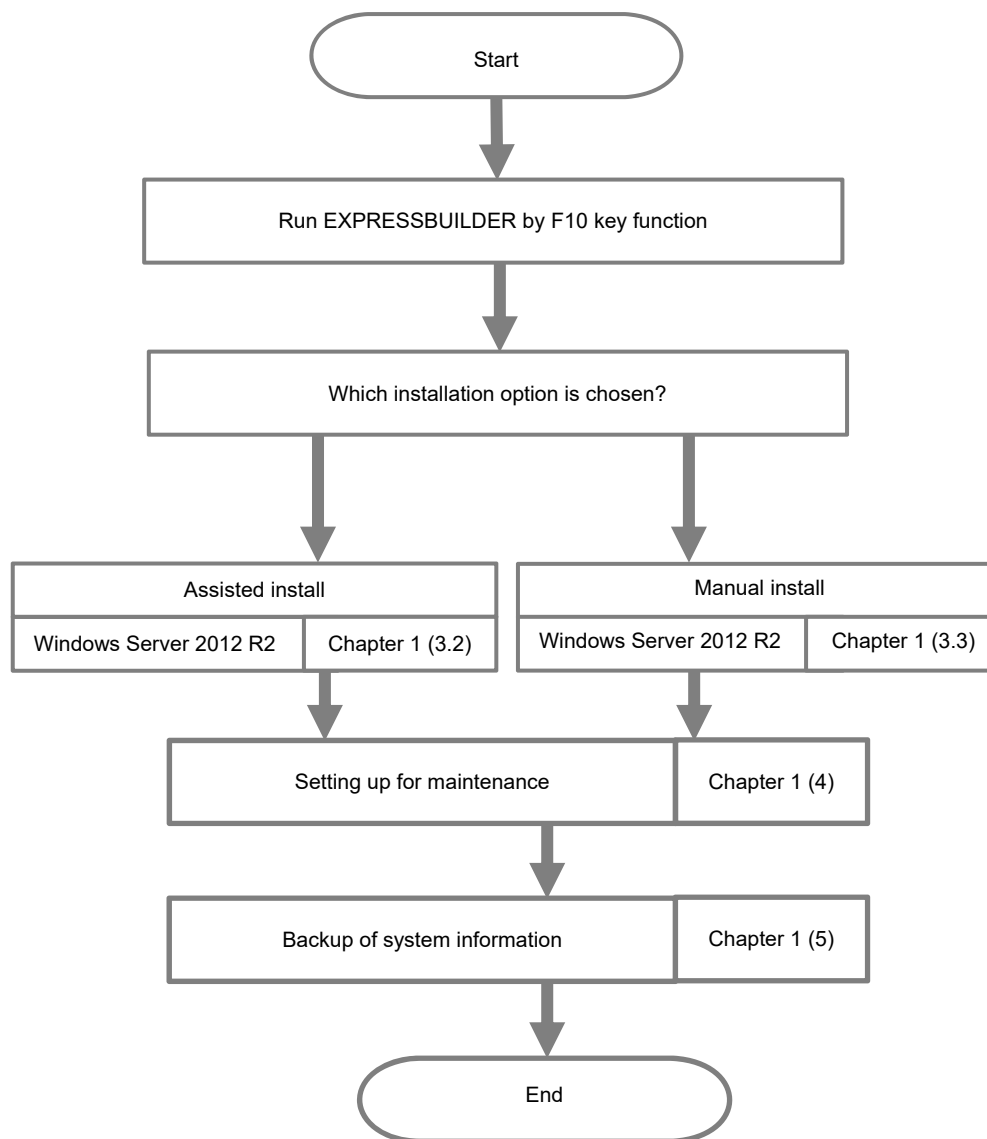 Start
Run EXPRESSBUILDER by F10 key function
Which installation option is chosen?
Assisted install
Windows Server 2012 R2
Chapter 1 (3.2)
Manual install
Windows Server 2012 R2
Chapter 1 (3.3)
Setting up for maintenance
Chapter 1 (4)
Backup of system information
Chapter 1 (5)
End